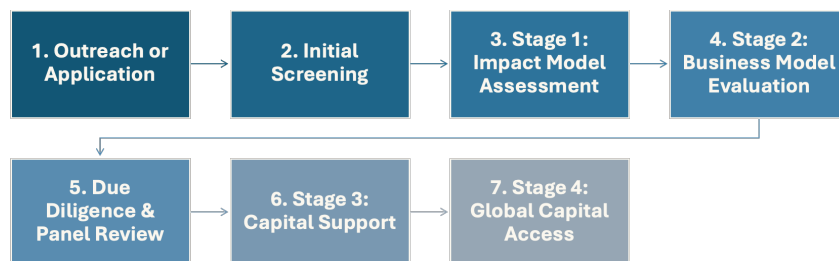 1. Outreach or
Application
2. Initial
Screening
3. Stage 1:
Impact Model
Assessment
4. Stage 2:
Business Model
Evaluation
5. Due
Diligence &
Panel Review
6. Stage 3:
Capital Support
7. Stage 4:
Global Capital
Access